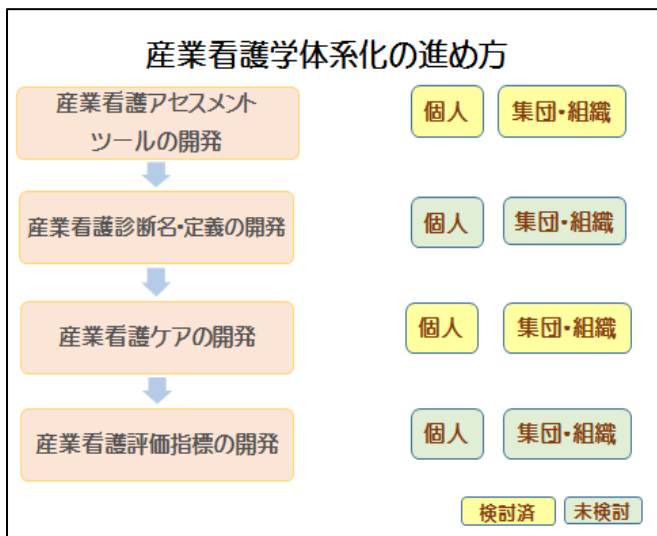 産業看護学体系化の進め方
産業看護アセスメント
ツールの開発
個人
集団・組織
産業看護診断名・定義の開発
個人
集団・組織
産業看護ケアの開発
個人
集団・組織
産業看護評価指標の開発
個人
集団・組織
検討済
未検討